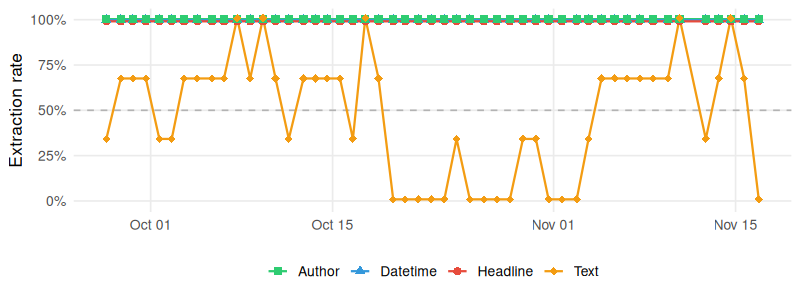 100%
75%
50%
25%
0%
Extraction rate
Oct 01
Oct 15
Nov 01
Nov 15
Author
Datetime
Headline
Text